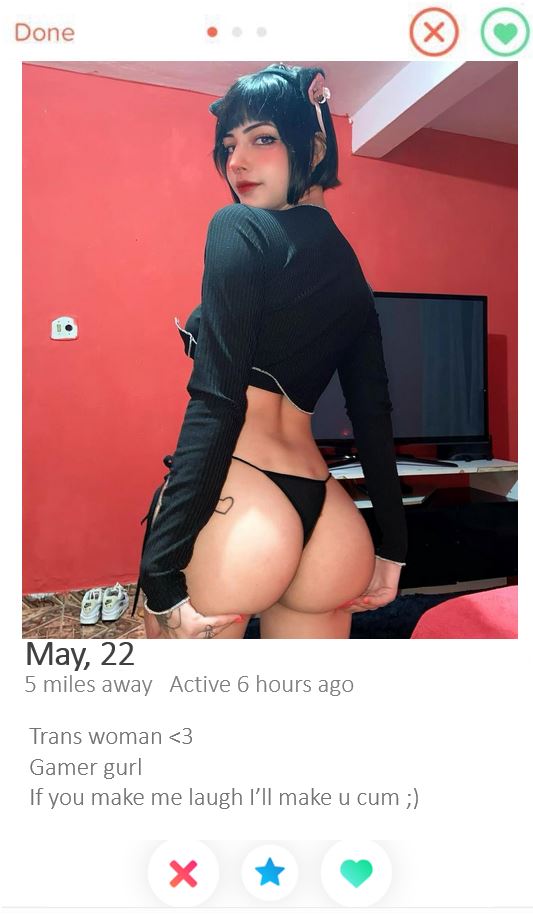 Done
May, 22
5 miles away Active 6 hours ago
Trans woman <3
Gamer gurl
If you make me laugh I'll make u cum ;)